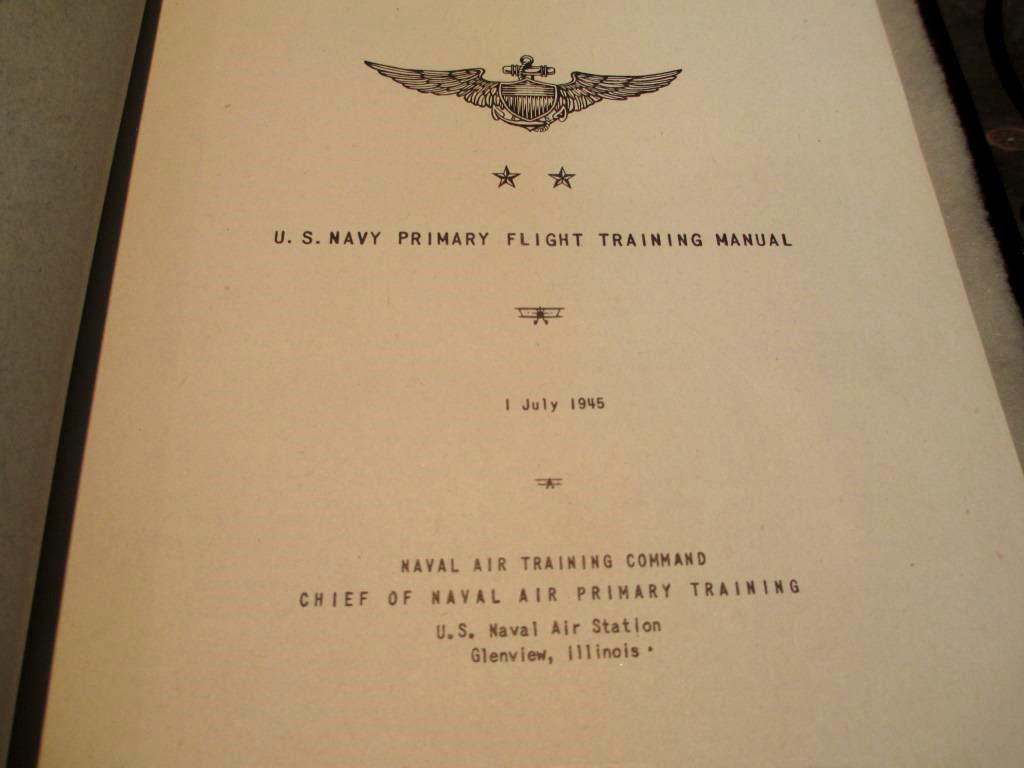 U. S. NAVY PRIMARY FLIGHT TRAINING MANUAL
1 July 1945
NAVAL AIR TRAINING COMMAND
CHIEF OF NAVAL AIR PRIMARY TRAINING
U.S. Naval Air Station
Glenview, Illinois